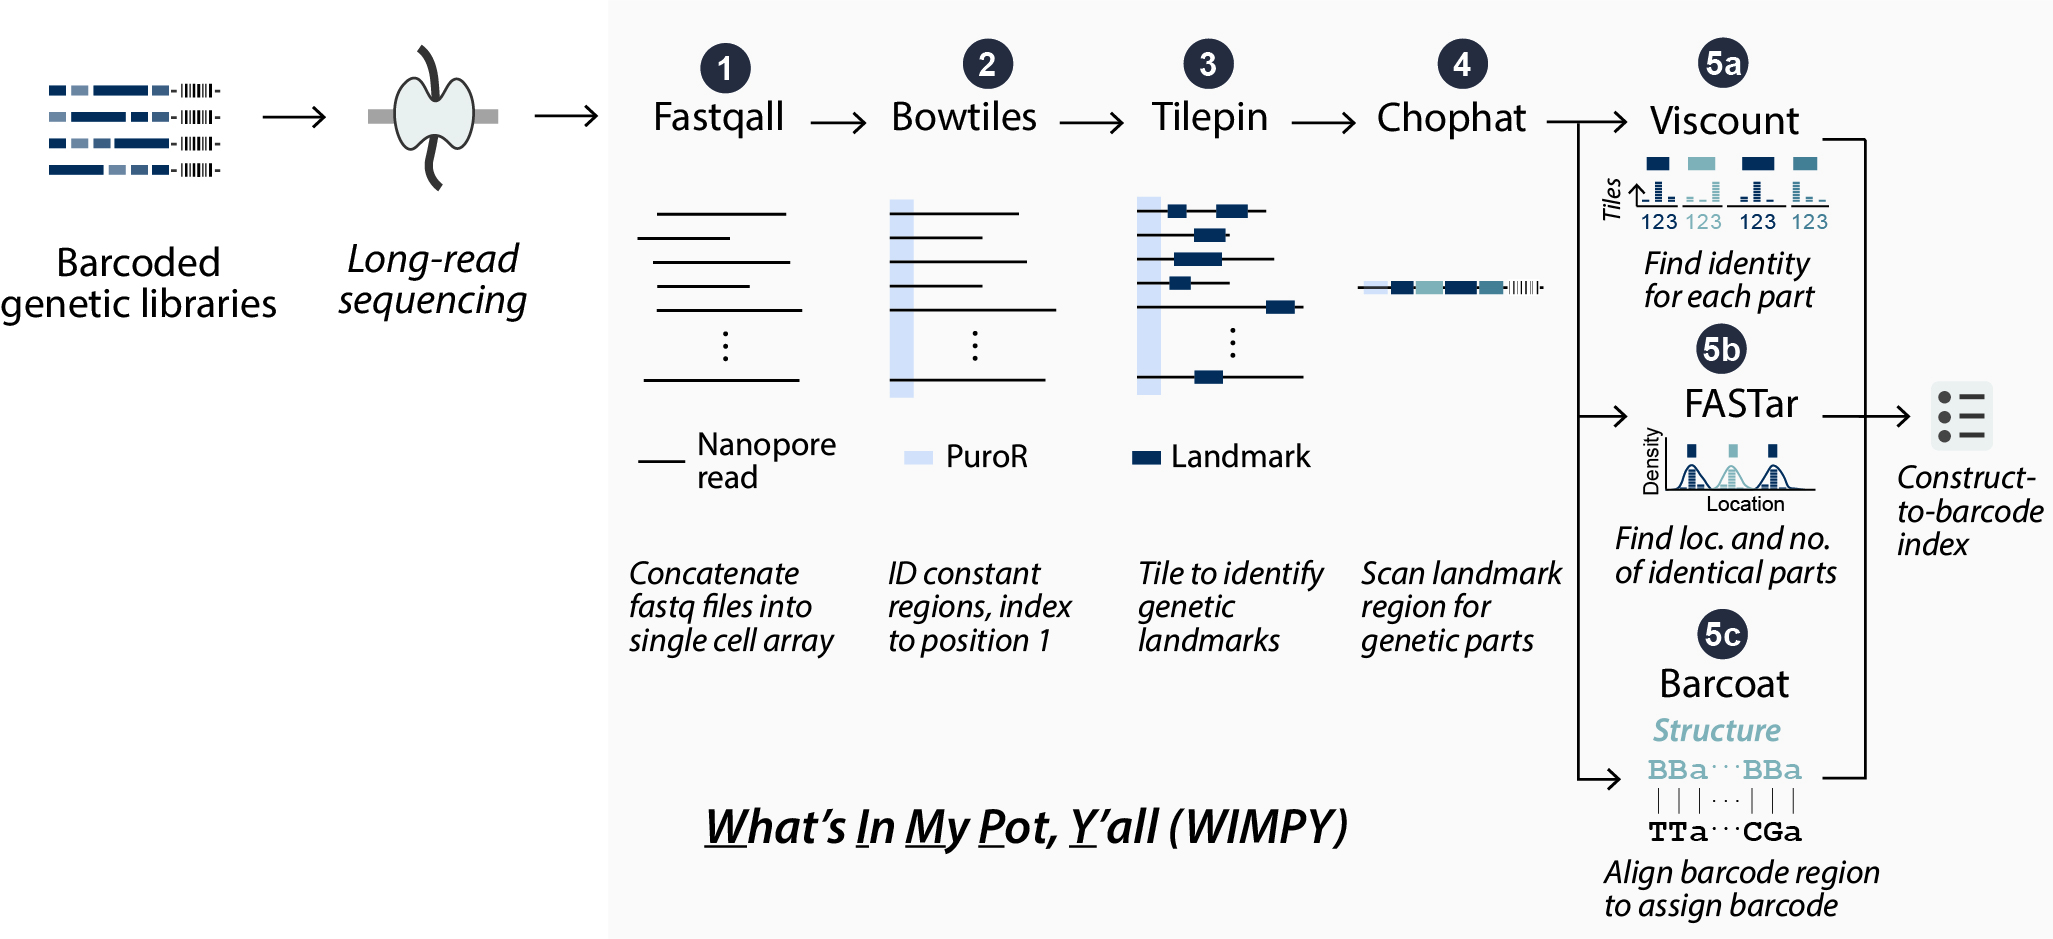 Barcoded
genetic libraries
Long-read
sequencing
1
Fastqall
Nanopore
read
Concatenate
fastq files into
single cell array
2
Bowtiles
PuroR
ID constant
regions, index
to position 1
3
Tilepin
Landmark
Tile to identify
genetic
landmarks
4
Chophat
Scan landmark
region for
genetic parts
5a
Viscount
Tiles
123 123 123 123
Find identity
for each part
5b
FASTar
Density
Location
Find loc. and no.
of identical parts
5c
Barcoat
Structure
BBa···BBa
TTa···CGa
Align barcode region
to assign barcode
Construct-
to-barcode
index
What's In My Pot, Y'all (WIMPY)